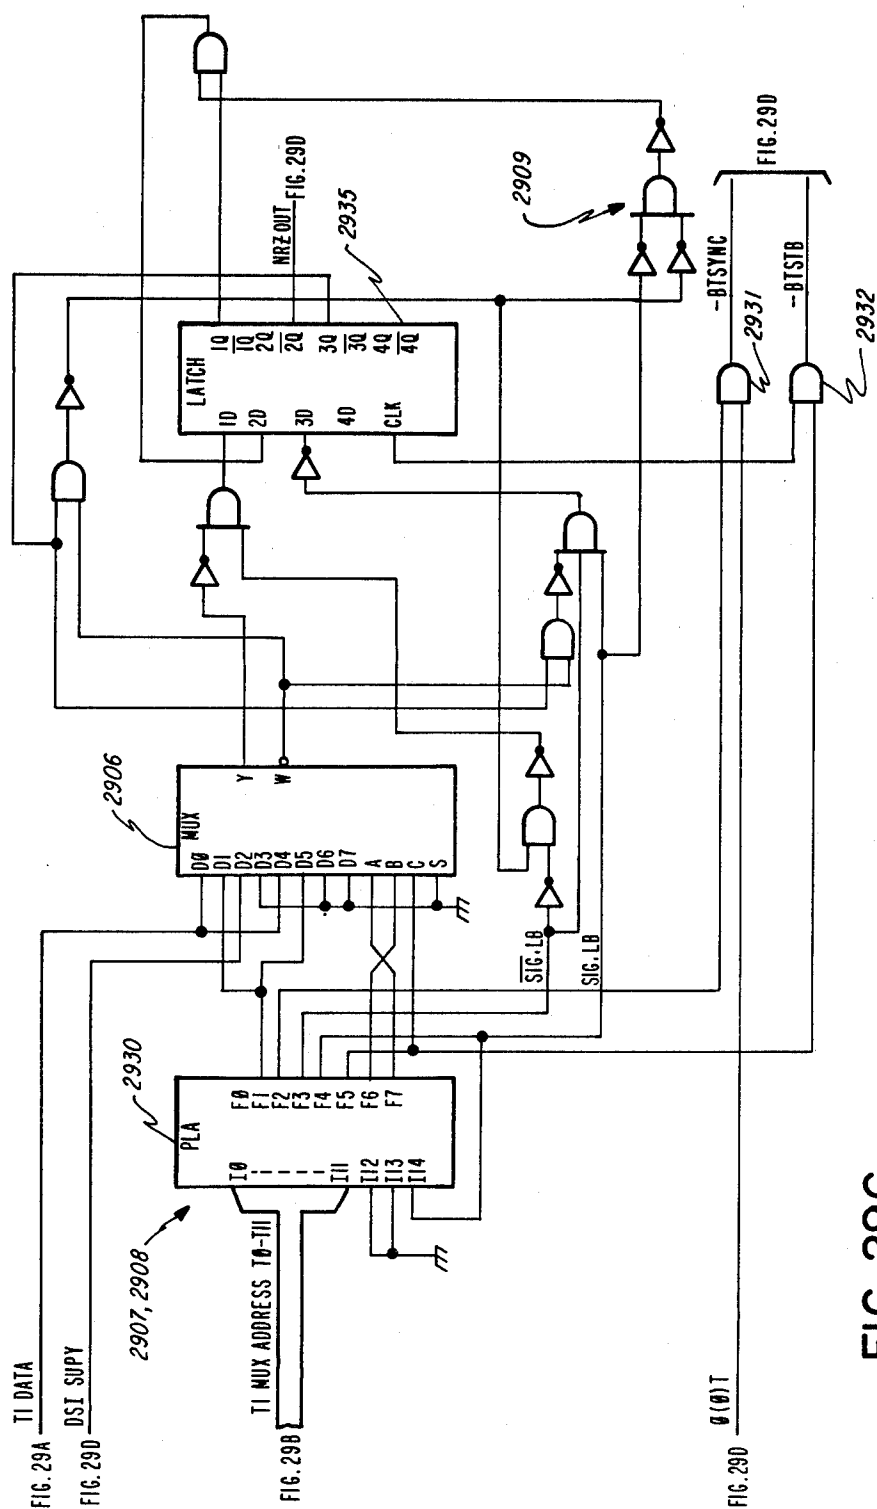 FIG. 29A
T1 DATA
FIG. 29D
DSI SUPY
2907, 2908
FIG. 29B
T1 MUX ADDRESS T0-T11
2930
PLA
I0
I11
I12
I13
I14
F0
F1
F2
F3
F4
F5
F6
F7
2906
MUX
D0
D1
D2
D3
D4
D5
D6
D7
A
B
C
S
Y
W
S̅I̅G̅.̅L̅B̅
SIG.LB
LATCH
1D
2D
3D
4D
CLK
1Q
1Q̅
2Q
2Q̅
3Q
3Q̅
4Q
4Q̅
NRZ OUT
FIG. 29D
2935
2909
-BTSYNC
2931
-BTSTB
2932
FIG. 29D
FIG. 29D
Ø(Ø)T
FIG. 29C